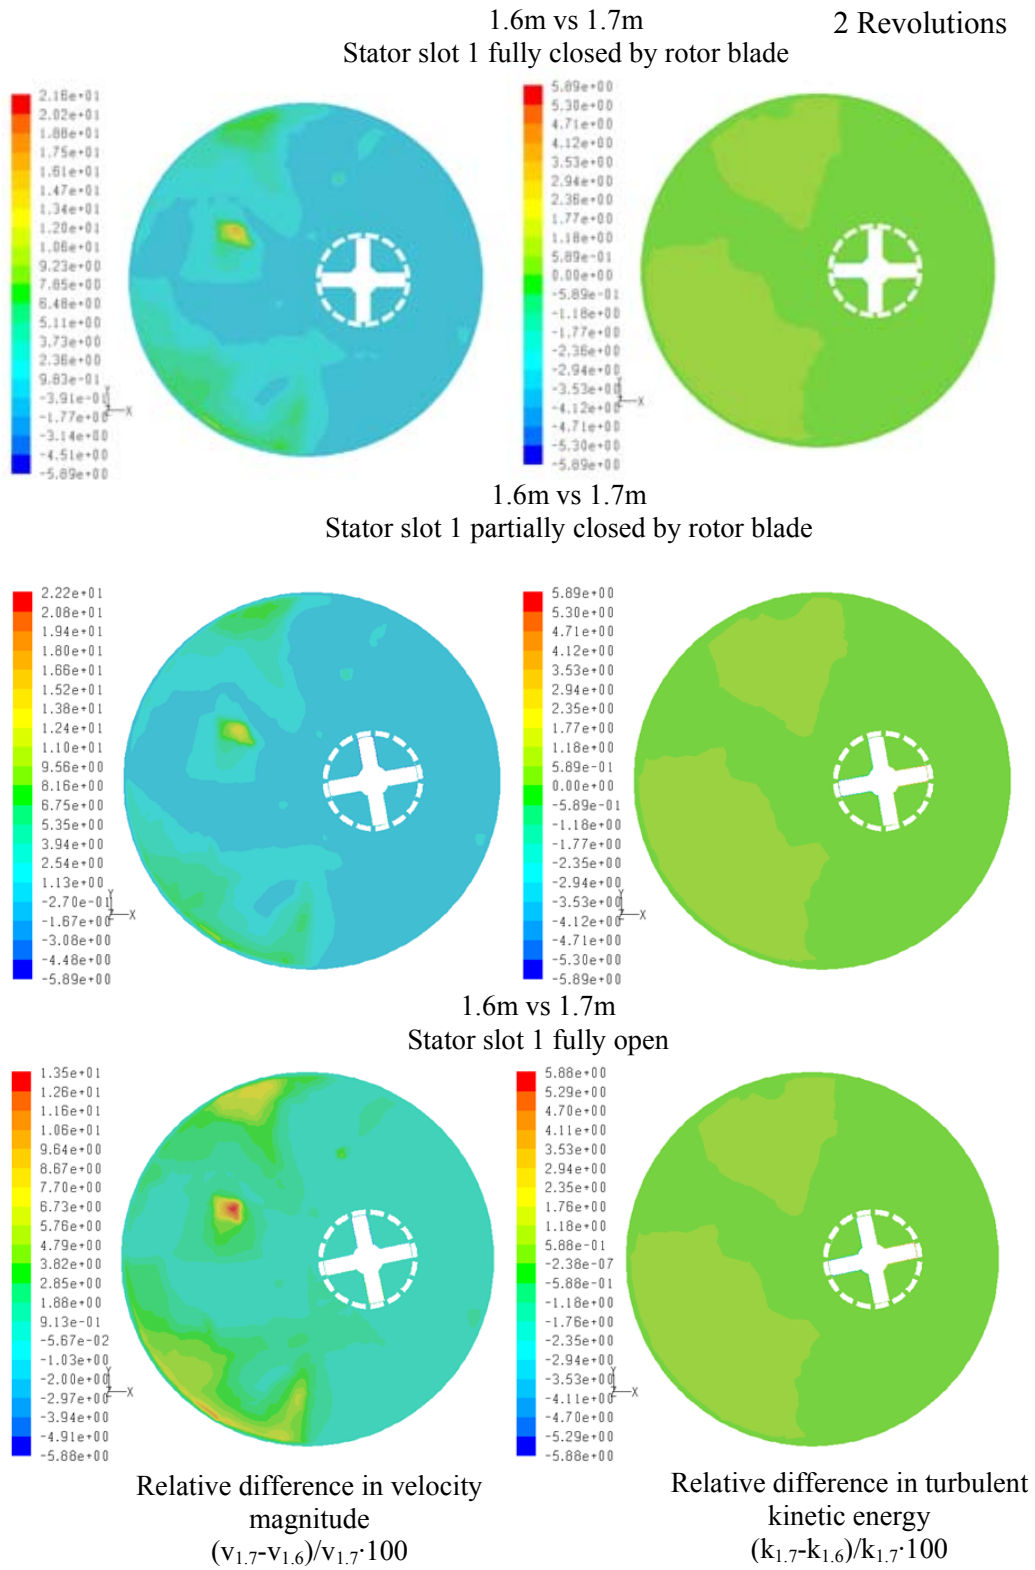 1.6m vs 1.7m
2 Revolutions
Stator slot 1 fully closed by rotor blade
2.16e+01
2.02e+01
1.88e+01
1.75e+01
1.61e+01
1.47e+01
1.34e+01
1.20e+01
1.06e+01
9.23e+00
7.85e+00
6.48e+00
5.11e+00
3.73e+00
2.36e+00
9.83e-01
-3.91e-01
-1.77e+00
-3.14e+00
-4.51e+00
-5.89e+00
Y
Z X
5.89e+00
5.30e+00
4.71e+00
4.12e+00
3.53e+00
2.94e+00
2.36e+00
1.77e+00
1.18e+00
5.89e-01
0.00e+00
-5.89e-01
-1.18e+00
-1.77e+00
-2.36e+00
-2.94e+00
-3.53e+00
-4.12e+00
-4.71e+00
-5.30e+00
-5.89e+00
Y
Z X
1.6m vs 1.7m
Stator slot 1 partially closed by rotor blade
2.22e+01
2.08e+01
1.94e+01
1.80e+01
1.66e+01
1.52e+01
1.38e+01
1.24e+01
1.10e+01
9.56e+00
8.16e+00
6.75e+00
5.35e+00
3.94e+00
2.54e+00
1.13e+00
-2.70e-01
-1.67e+00
-3.08e+00
-4.48e+00
-5.89e+00
Y
Z X
5.89e+00
5.30e+00
4.71e+00
4.12e+00
3.53e+00
2.94e+00
2.35e+00
1.77e+00
1.18e+00
5.89e-01
0.00e+00
-5.89e-01
-1.18e+00
-1.77e+00
-2.35e+00
-2.94e+00
-3.53e+00
-4.12e+00
-4.71e+00
-5.30e+00
-5.89e+00
Y
Z X
1.6m vs 1.7m
Stator slot 1 fully open
1.35e+01
1.26e+01
1.16e+01
1.06e+01
9.64e+00
8.67e+00
7.70e+00
6.73e+00
5.76e+00
4.79e+00
3.82e+00
2.85e+00
1.88e+00
9.13e-01
-5.67e-02
-1.03e+00
-2.00e+00
-2.97e+00
-3.94e+00
-4.91e+00
-5.88e+00
Y
Z X
5.88e+00
5.29e+00
4.70e+00
4.11e+00
3.53e+00
2.94e+00
2.35e+00
1.76e+00
1.18e+00
5.88e-01
-2.38e-07
-5.88e-01
-1.18e+00
-1.76e+00
-2.35e+00
-2.94e+00
-3.53e+00
-4.11e+00
-4.70e+00
-5.29e+00
-5.88e+00
Y
Z X
Relative difference in velocity
magnitude
(v1.7-v1.6)/v1.7·100
Relative difference in turbulent
kinetic energy
(k1.7-k1.6)/k1.7·100